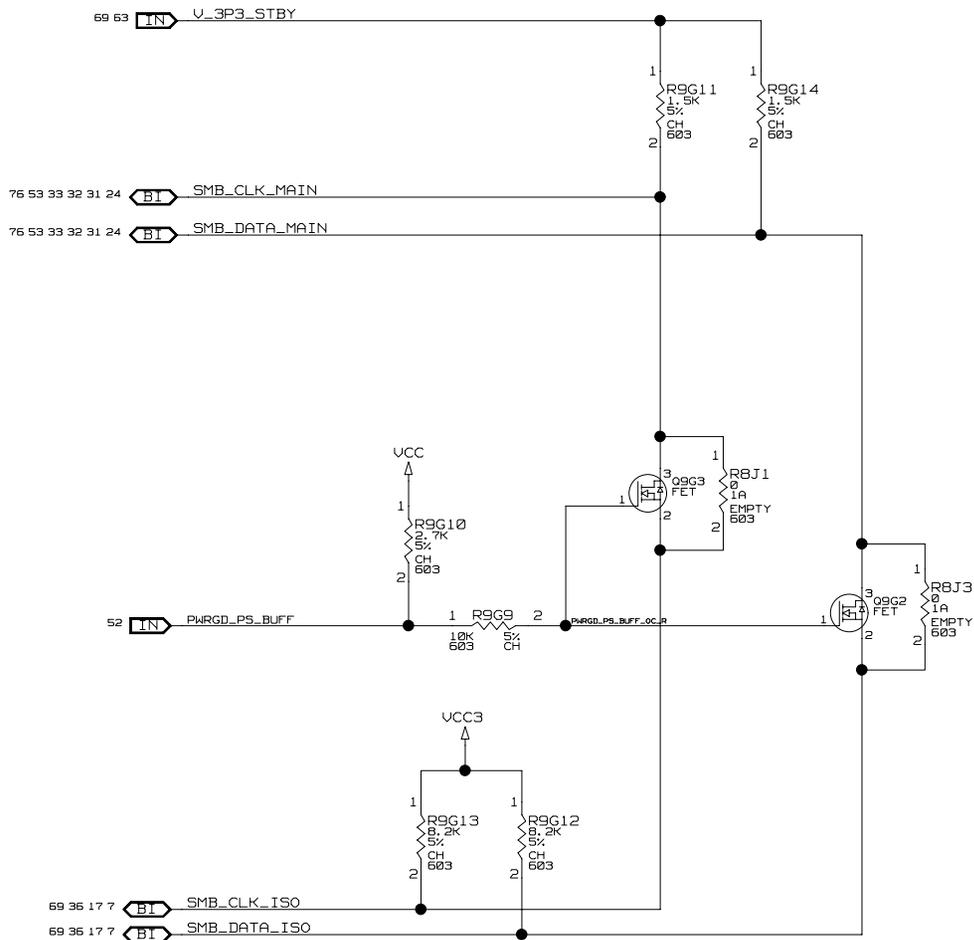 69 63 IN V_3P3_STBY
1 1
R9G11 R9G14
1.5K 1.5K
5% 5%
CH CH
603 603
2 2
76 53 33 32 31 24 BI SMB_CLK_MAIN
76 53 33 32 31 24 BI SMB_DATA_MAIN
VCC
1
R9G10
2.7K
5%
CH
603
2
3
Q9G3
FET
1
2
1
R8J1
0
1A
EMPTY
603
2
52 IN PWRGD_PS_BUFF
1 R9G9 2
10K 5%
603 CH
PWRGD_PS_BUFF_OC_R
3
Q9G2
FET
1
2
1
R8J3
0
1A
EMPTY
603
2
VCC3
1 1
R9G13 R9G12
8.2K 8.2K
5% 5%
CH CH
603 603
2 2
69 36 17 7 BI SMB_CLK_ISO
69 36 17 7 BI SMB_DATA_ISO